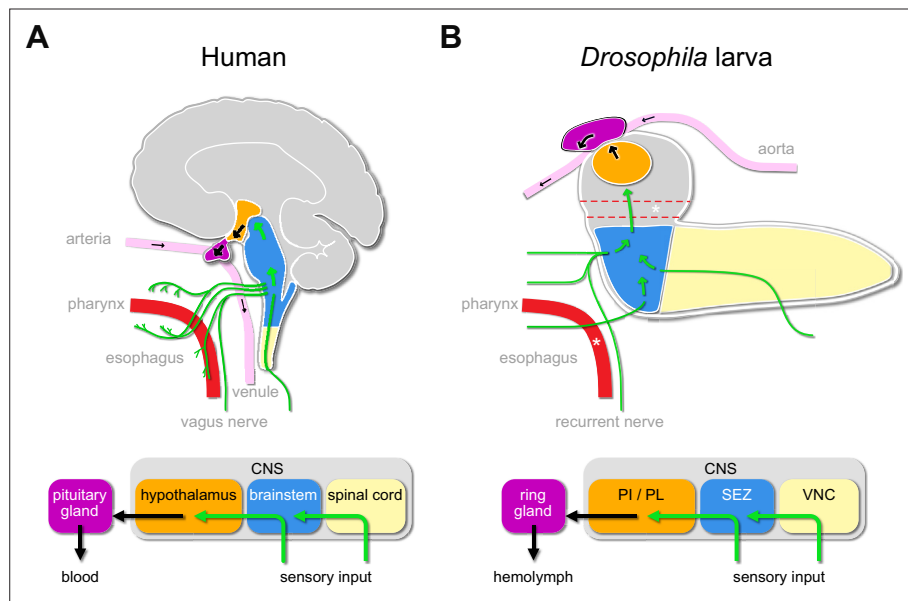 A
Human
arteria
pharynx
esophagus
venule
vagus nerve
CNS
pituitary
gland
hypothalamus
brainstem
spinal cord
blood
sensory input
B
Drosophila larva
aorta
*
pharynx
esophagus
*
recurrent nerve
CNS
ring
gland
PI / PL
SEZ
VNC
hemolymph
sensory input